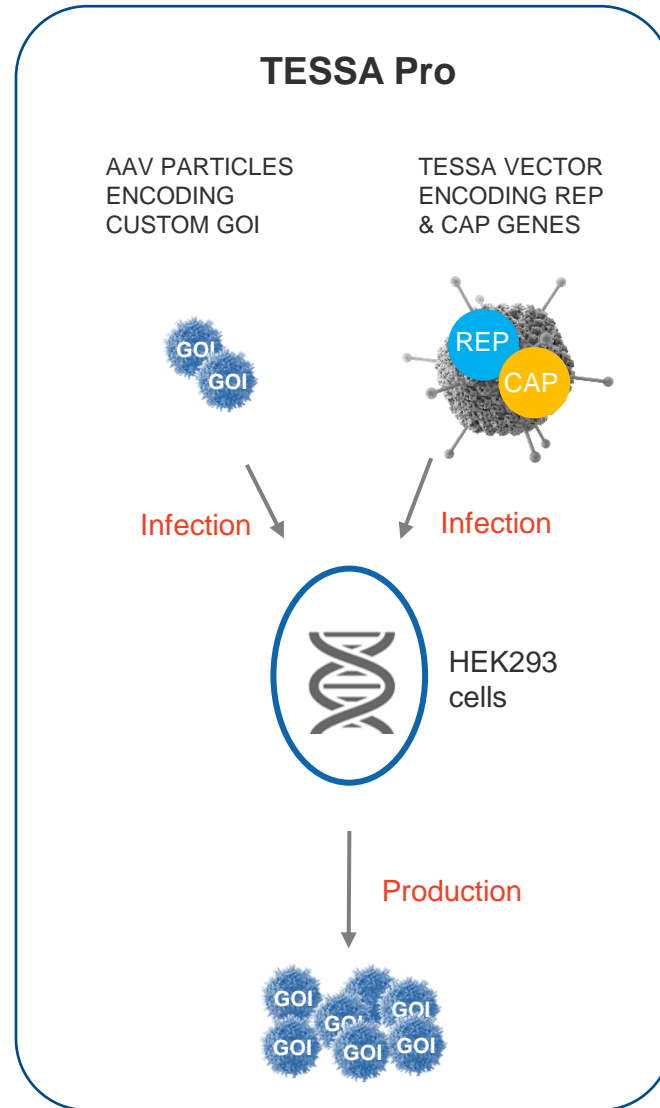 TESSA Pro
AAV PARTICLES
ENCODING
CUSTOM GOI
TESSA VECTOR
ENCODING REP
& CAP GENES
GOI
GOI
REP
CAP
Infection
Infection
HEK293
cells
Production
GOI
GOI
GOI
GOI
GOI
GOI
GOI